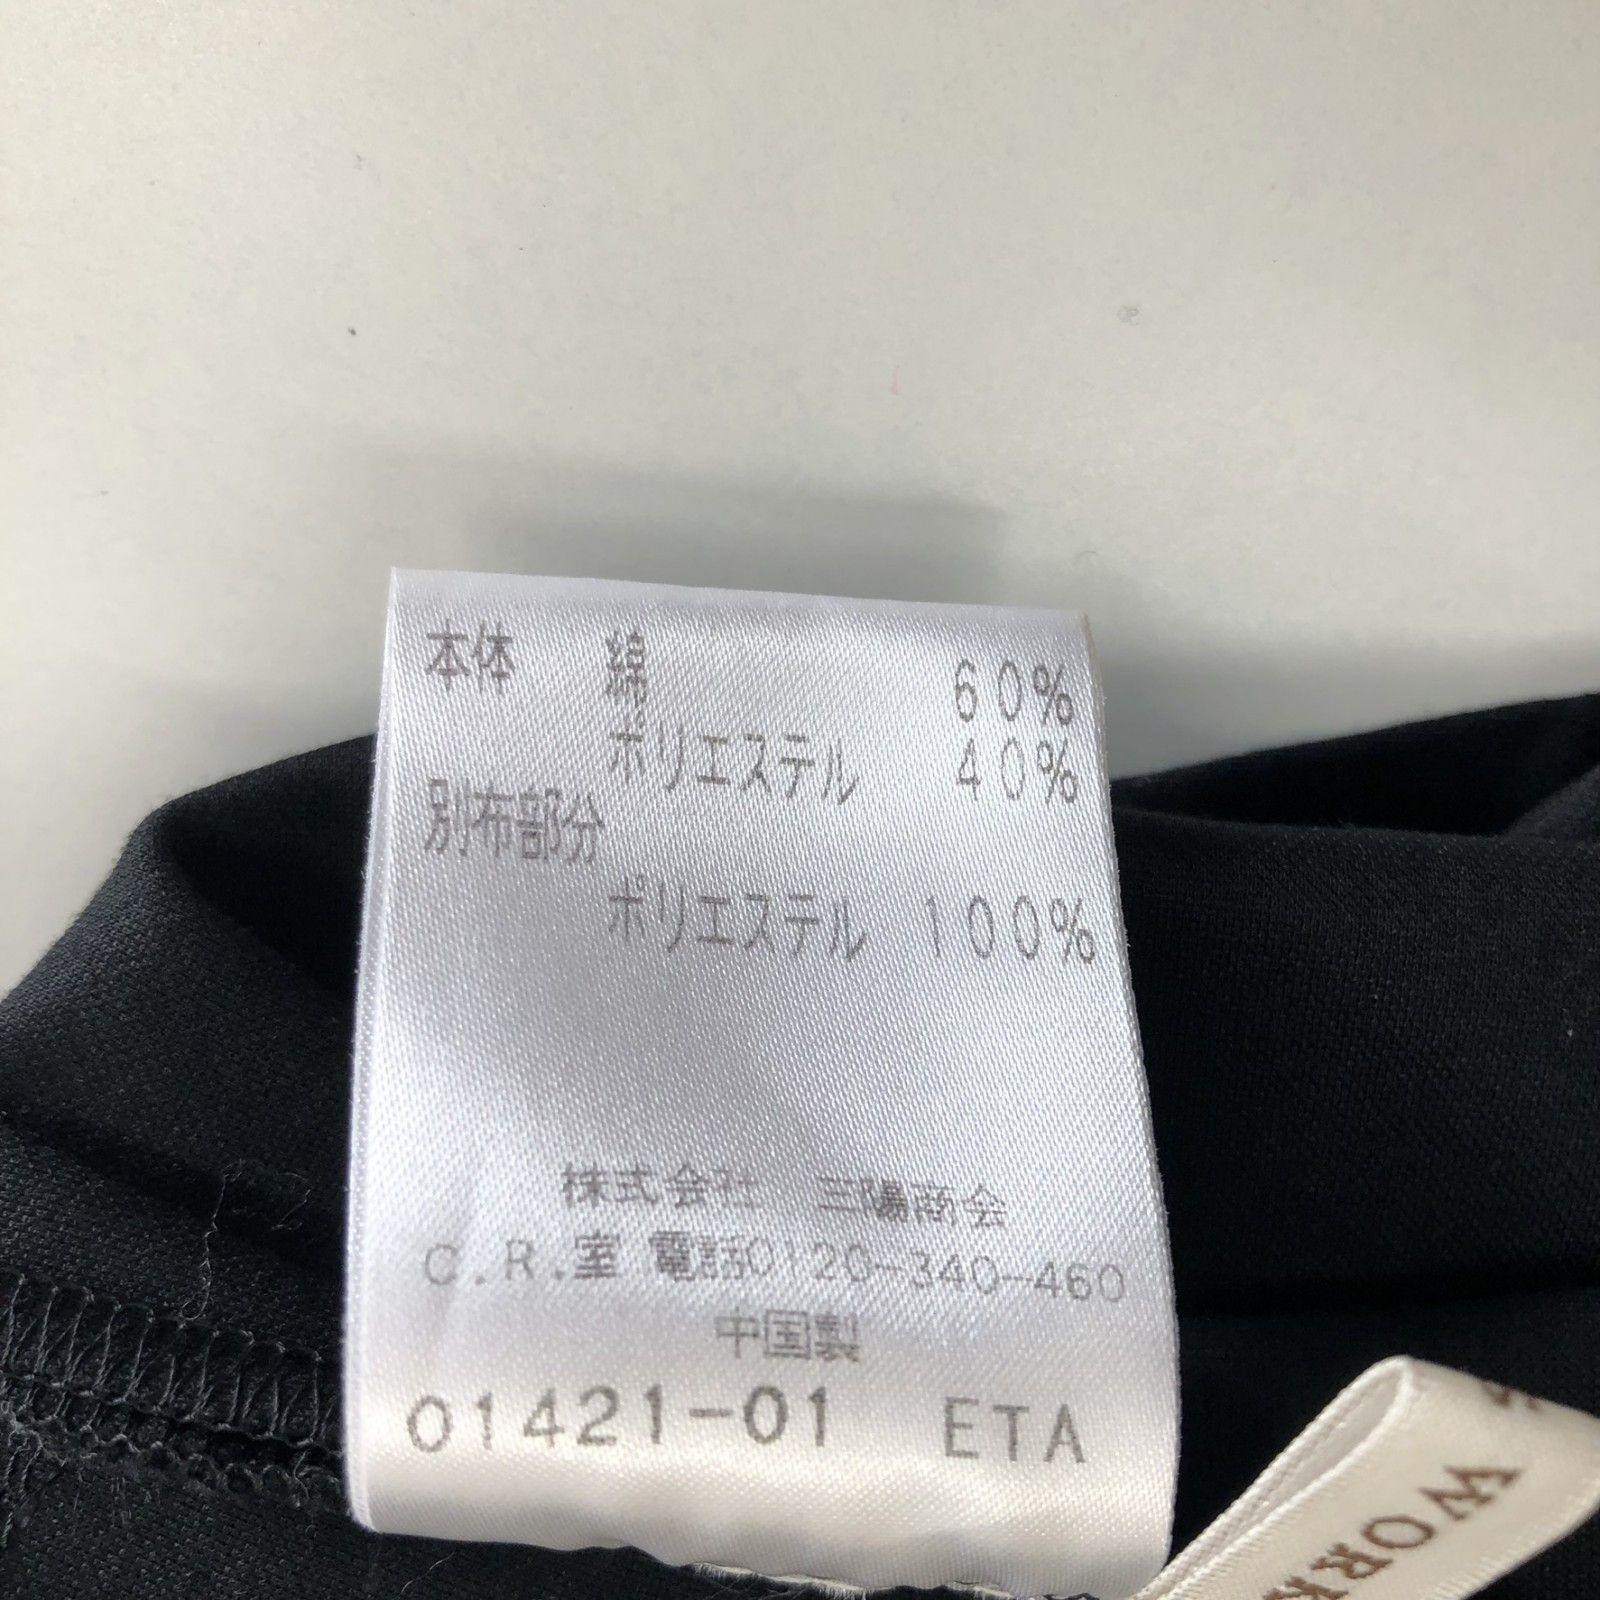 本体 綿 60%
ポリエステル 40%
別布部分
ポリエステル 100%
株式会社 三陽商会
C.R.室 電話0120-340-460
中国製
01421-01 ETA
WORK